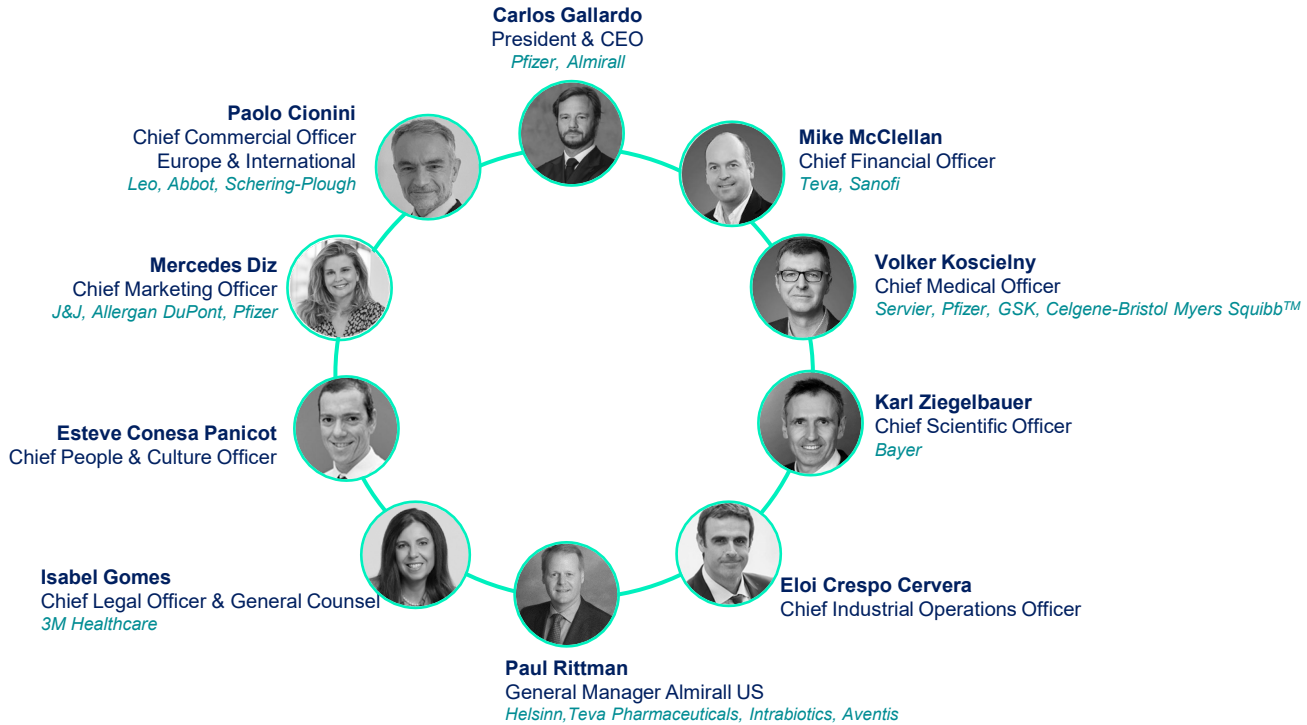 Carlos Gallardo
President & CEO
Pfizer, Almirall
Paolo Cionini
Chief Commercial Officer
Europe & International
Leo, Abbot, Schering-Plough
Mike McClellan
Chief Financial Officer
Teva, Sanofi
Mercedes Diz
Chief Marketing Officer
J&J, Allergan DuPont, Pfizer
Volker Koscielny
Chief Medical Officer
Servier, Pfizer, GSK, Celgene-Bristol Myers Squibb™
Esteve Conesa Panicot
Chief People & Culture Officer
Karl Ziegelbauer
Chief Scientific Officer
Bayer
Isabel Gomes
Chief Legal Officer & General Counsel
3M Healthcare
Eloi Crespo Cervera
Chief Industrial Operations Officer
Paul Rittman
General Manager Almirall US
Helsinn,Teva Pharmaceuticals, Intrabiotics, Aventis